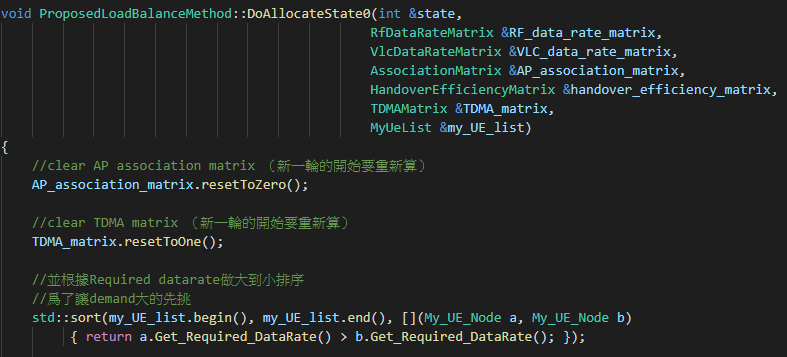 void ProposedLoadBalanceMethod::DoAllocateState0(int &state,
RfDataRateMatrix &RF_data_rate_matrix,
VlcDataRateMatrix &VLC_data_rate_matrix,
AssociationMatrix &AP_association_matrix,
HandoverEfficiencyMatrix &handover_efficiency_matrix,
TDMAMatrix &TDMA_matrix,
MyUeList &my_UE_list)
{
//clear AP association matrix （新一輪的開始要重新算）
AP_association_matrix.resetToZero();
//clear TDMA matrix （新一輪的開始要重新算）
TDMA_matrix.resetToOne();
//並根據Required datarate做大到小排序
//爲了讓demand大的先挑
std::sort(my_UE_list.begin(), my_UE_list.end(), [](My_UE_Node a, My_UE_Node b)
{ return a.Get_Required_DataRate() > b.Get_Required_DataRate(); });